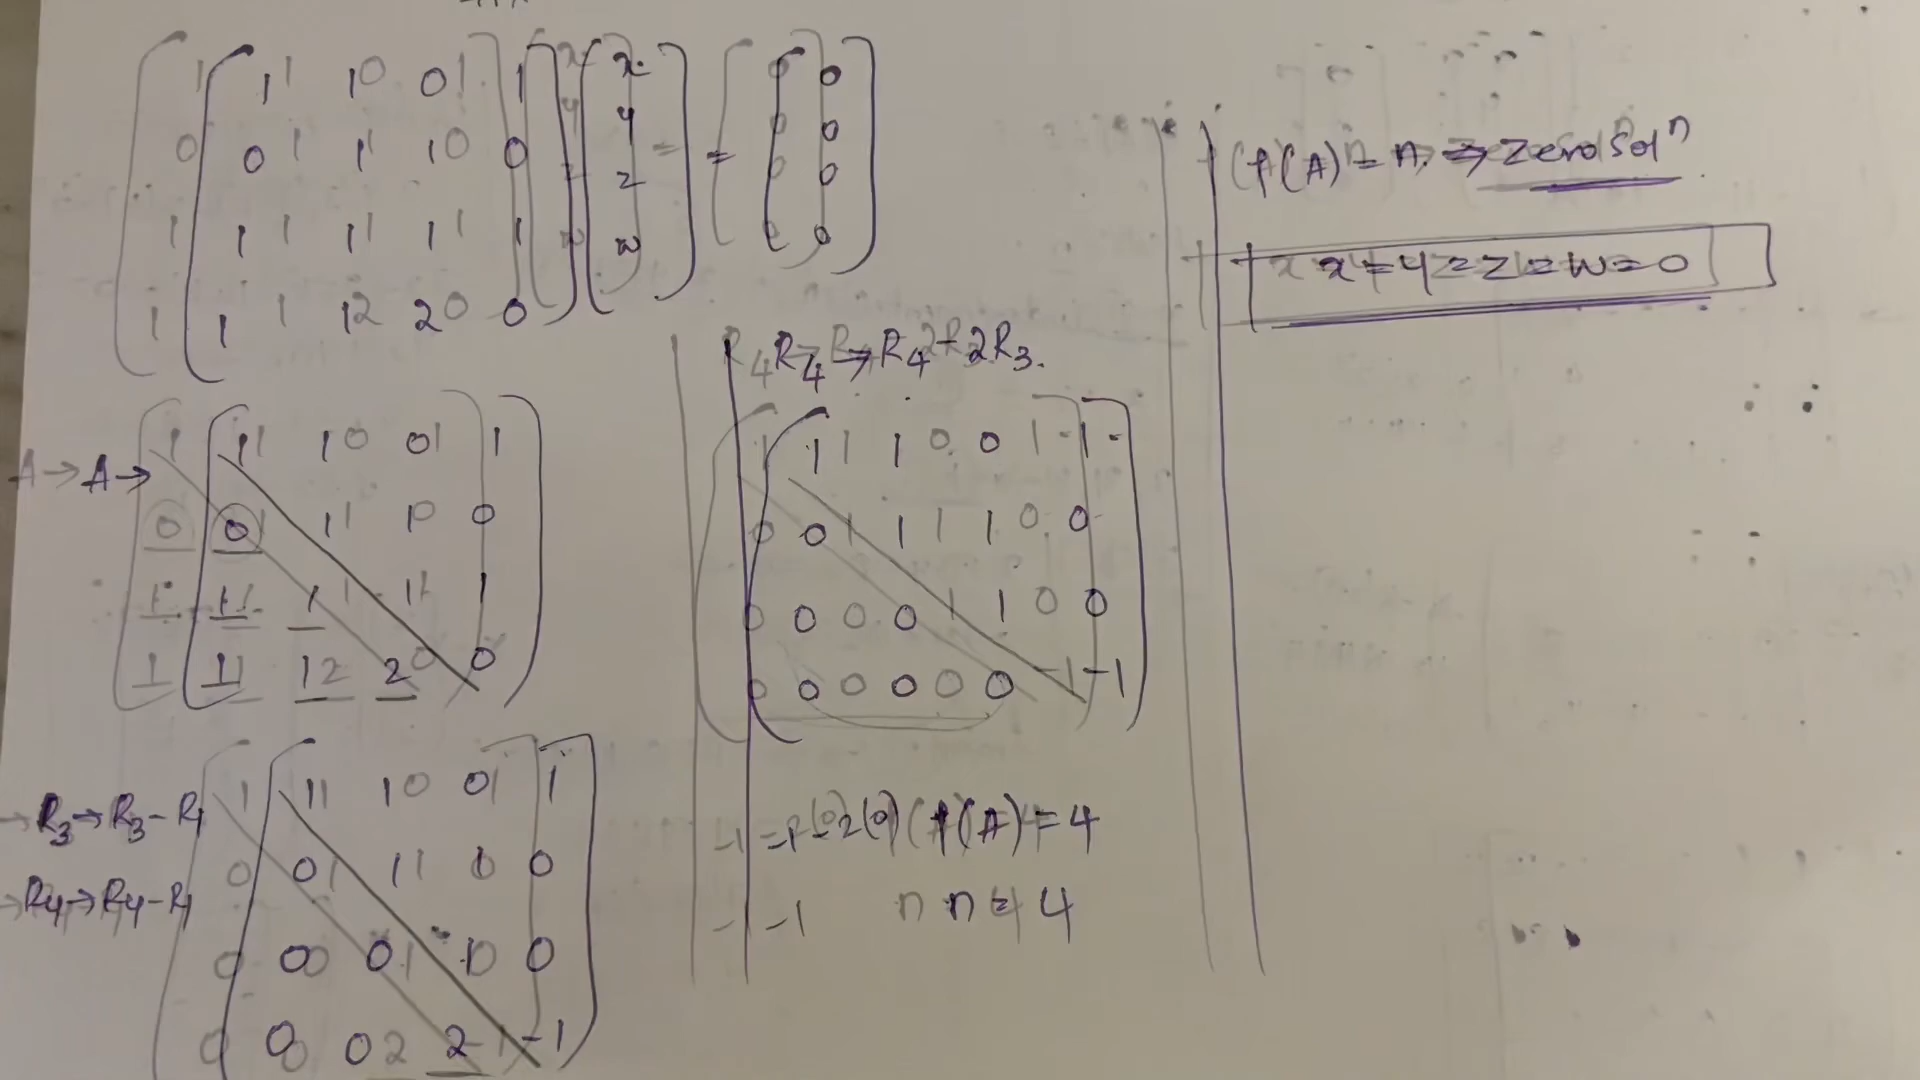 1 1 0 1 x 0
0 1 1 0 y = 0
1 1 1 1 z 0
1 1 2 0 w 0
A →
1 1 0 1
0 1 1 0
1 1 1 1
1 1 2 0
R₃→R₃-R₁
R₄→R₄-R₁
1 1 0 1
0 1 1 0
0 0 1 0
0 0 2 -1
R₄→R₄-2R₃.
1 1 0 1
0 1 1 0
0 0 1 0
0 0 0 -1
-1-2(0) ρ(A)=4
-1 n=4
ρ(A)=n ⇒ Zero Solⁿ
x=y=z=w=0